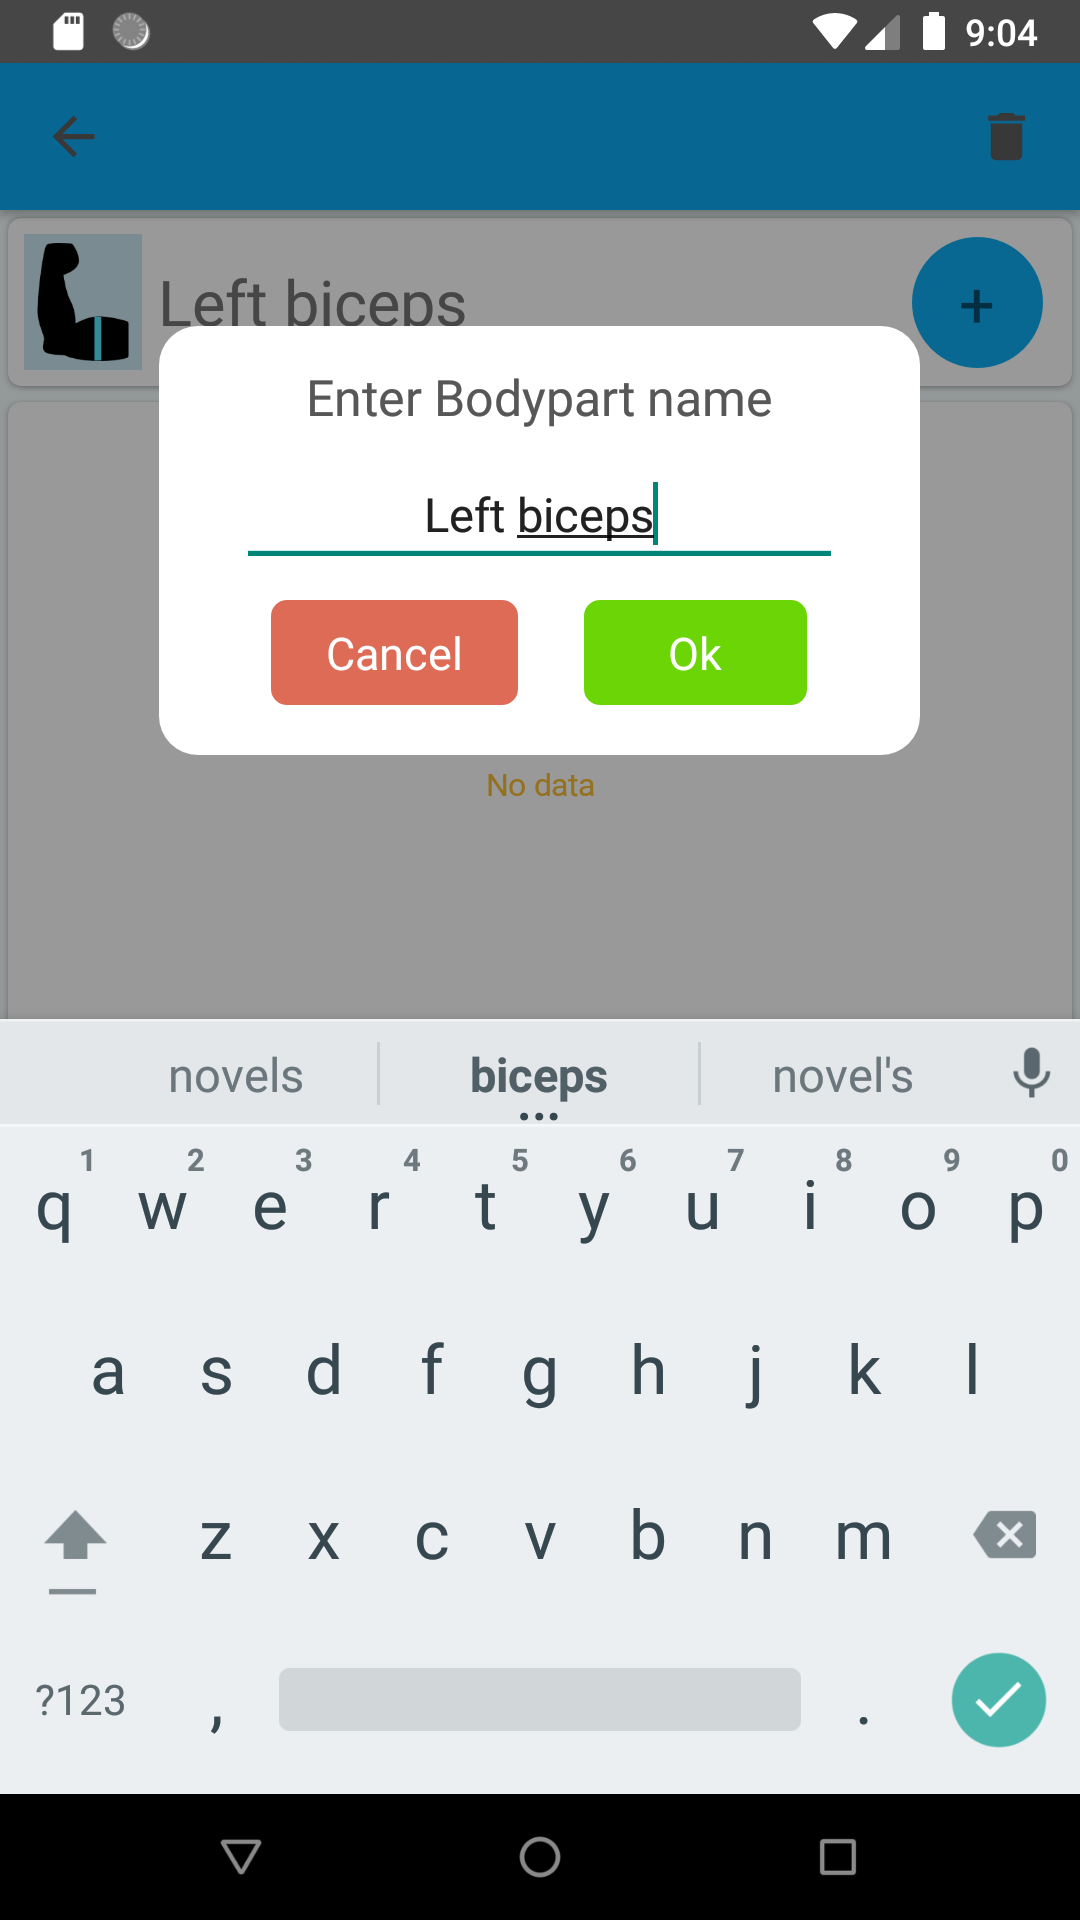 9:04
Left biceps
+
Enter Bodypart name
Left biceps
Cancel Ok
No data
novels biceps novel's
1 2 3 4 5 6 7 8 9 0
q w e r t y u i o p
a s d f g h j k l
z x c v b n m
?123 , .